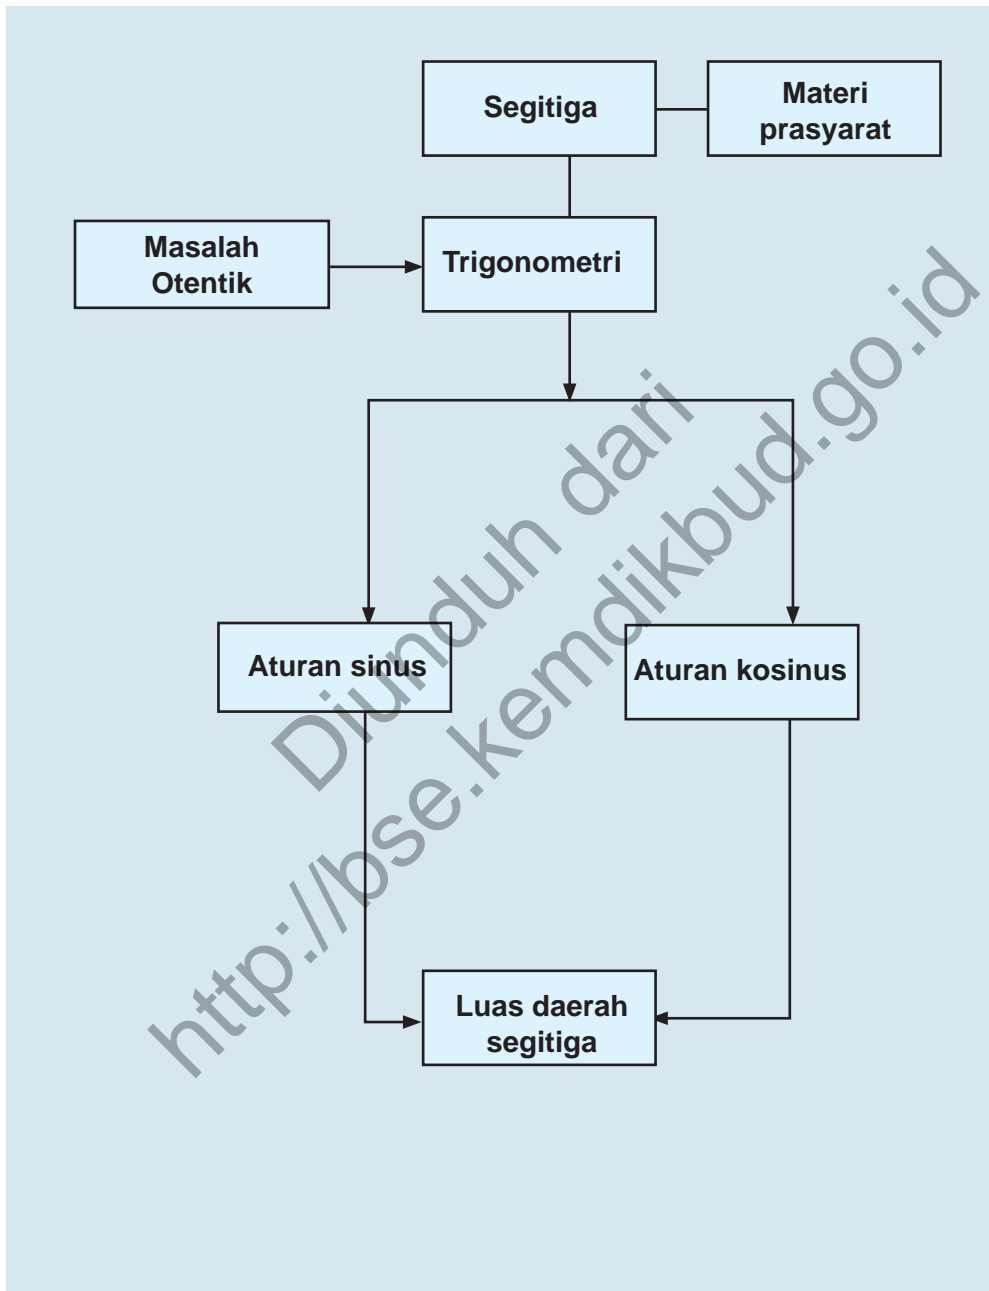 Segitiga
Materi
prasyarat
Masalah
Otentik
Trigonometri
Aturan sinus
Aturan kosinus
Luas daerah
segitiga
Diunduh dari
http://bse.kemdikbud.go.id